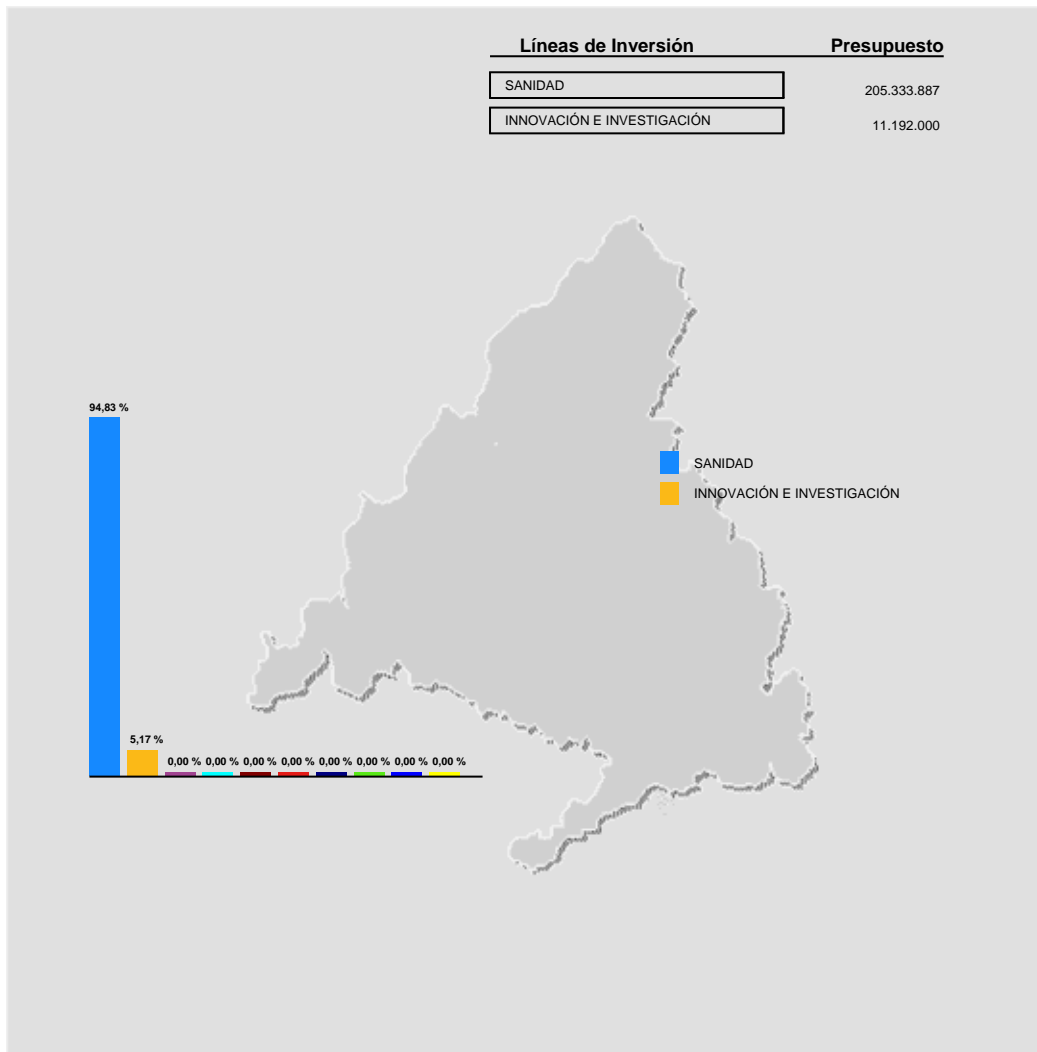 Líneas de Inversión Presupuesto
SANIDAD 205.333.887
INNOVACIÓN E INVESTIGACIÓN 11.192.000
94,83 %
SANIDAD
INNOVACIÓN E INVESTIGACIÓN
5,17 %
0,00 % 0,00 % 0,00 % 0,00 % 0,00 % 0,00 % 0,00 % 0,00 %